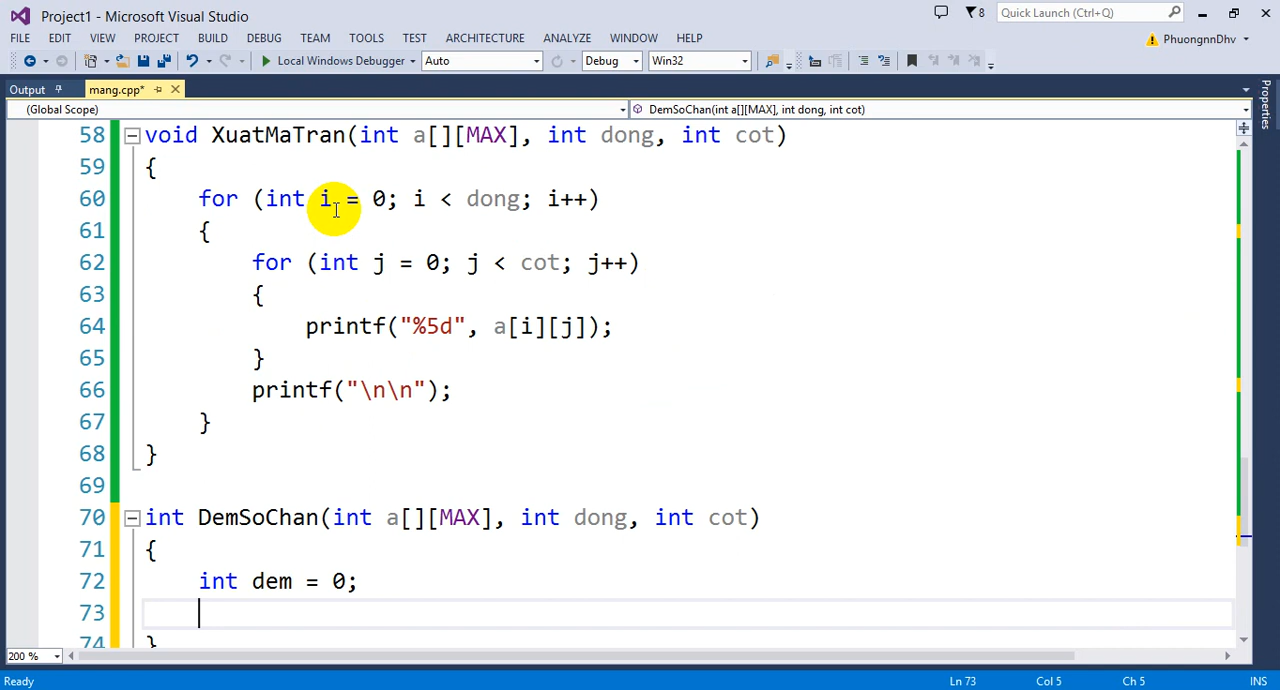 Project1 - Microsoft Visual Studio
8
Quick Launch (Ctrl+Q)
FILE EDIT VIEW PROJECT BUILD DEBUG TEAM TOOLS TEST ARCHITECTURE ANALYZE WINDOW HELP
PhuongnnDhv
Local Windows Debugger Auto Debug Win32
Output mang.cpp*
(Global Scope) DemSoChan(int a[][MAX], int dong, int cot)
Properties
58 void XuatMaTran(int a[][MAX], int dong, int cot)
59 {
60 for (int i = 0; i < dong; i++)
61 {
62 for (int j = 0; j < cot; j++)
63 {
64 printf("%5d", a[i][j]);
65 }
66 printf("\n\n");
67 }
68 }
69
70 int DemSoChan(int a[][MAX], int dong, int cot)
71 {
72 int dem = 0;
73
74 }
200 %
Ready Ln 73 Col 5 Ch 5 INS